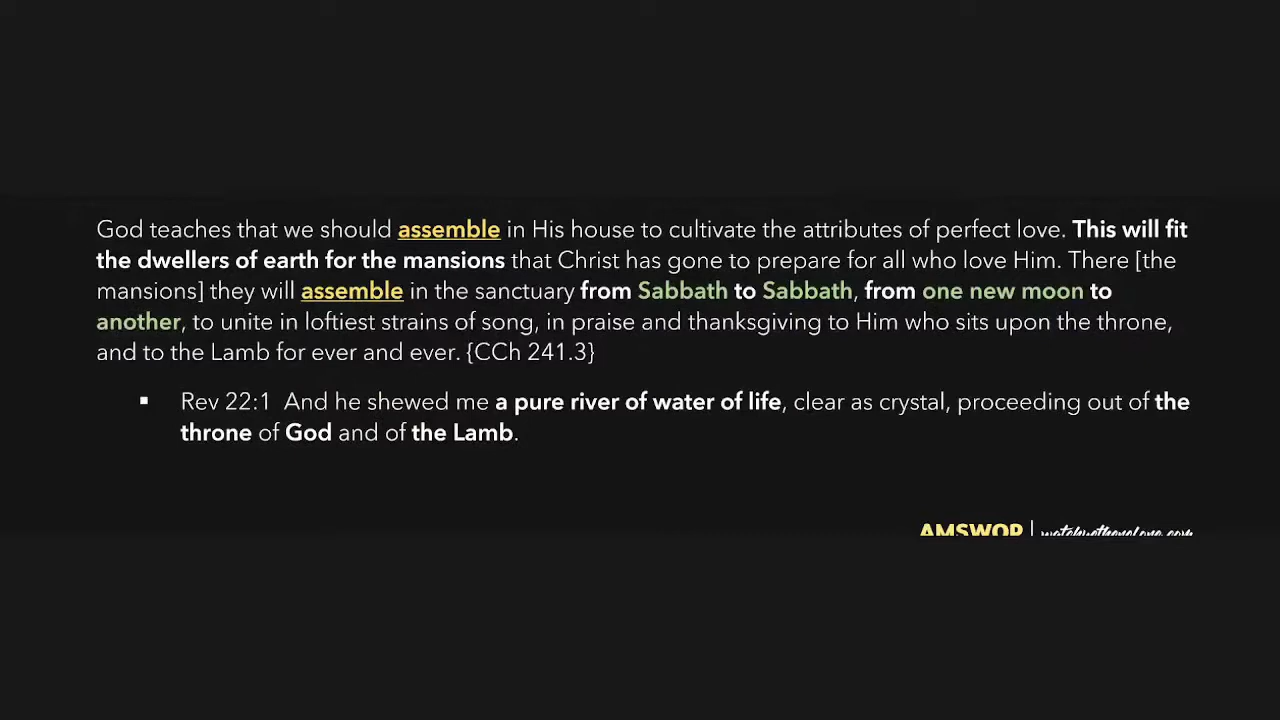 God teaches that we should assemble in His house to cultivate the attributes of perfect love. This will fit
the dwellers of earth for the mansions that Christ has gone to prepare for all who love Him. There [the
mansions] they will assemble in the sanctuary from Sabbath to Sabbath, from one new moon to
another, to unite in loftiest strains of song, in praise and thanksgiving to Him who sits upon the throne,
and to the Lamb for ever and ever. {CCh 241.3}
▪ Rev 22:1 And he shewed me a pure river of water of life, clear as crystal, proceeding out of the
throne of God and of the Lamb.
AMSWOP |